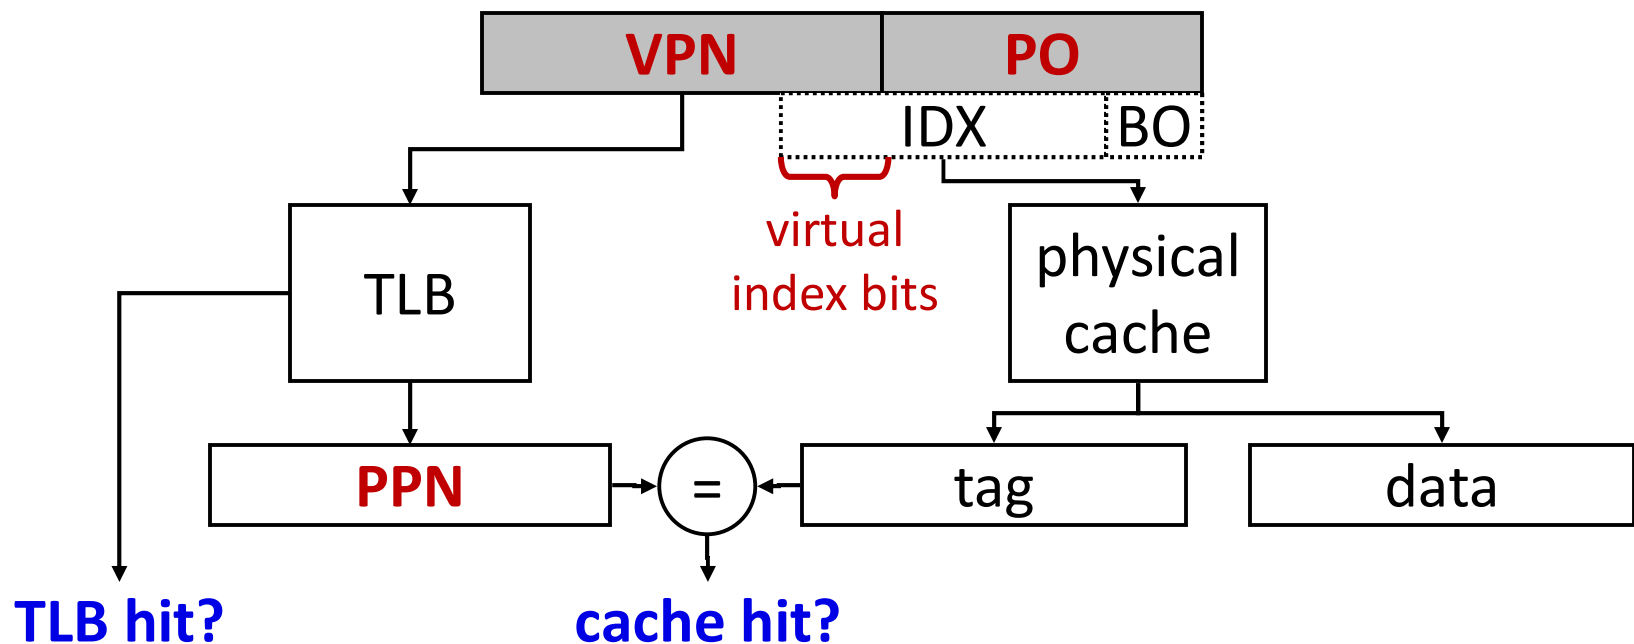 VPN
PO
IDX
BO
virtual
index bits
TLB
physical
cache
PPN
=
tag
data
TLB hit?
cache hit?